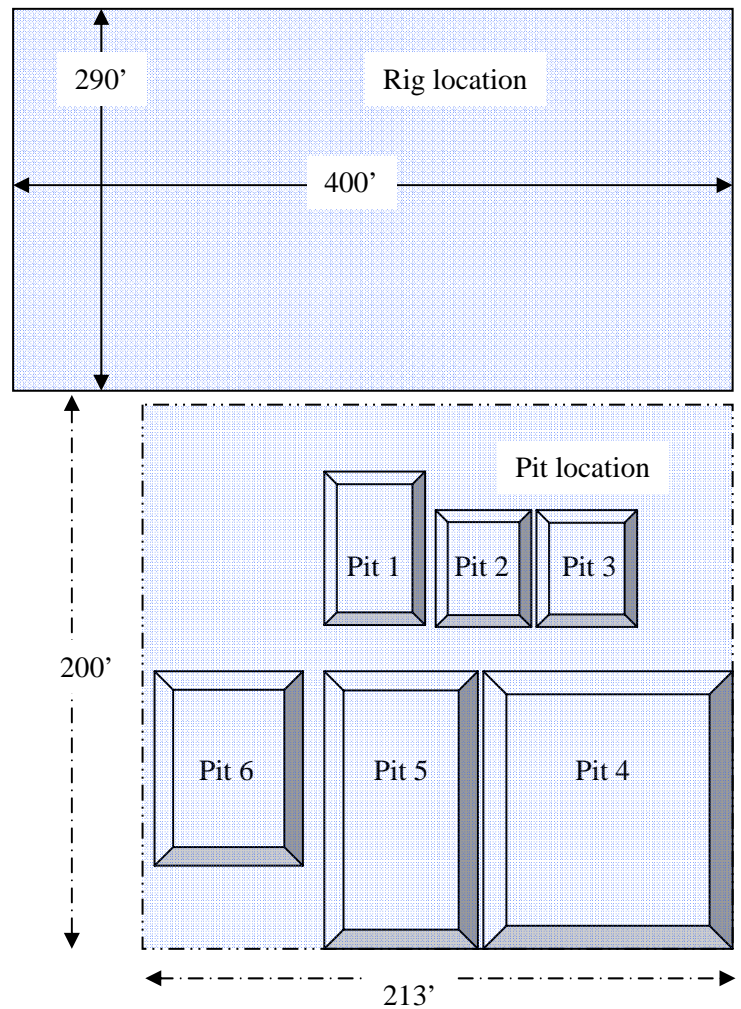 290’
Rig location
400’
Pit location
Pit 1
Pit 2
Pit 3
200’
Pit 6
Pit 5
Pit 4
213’